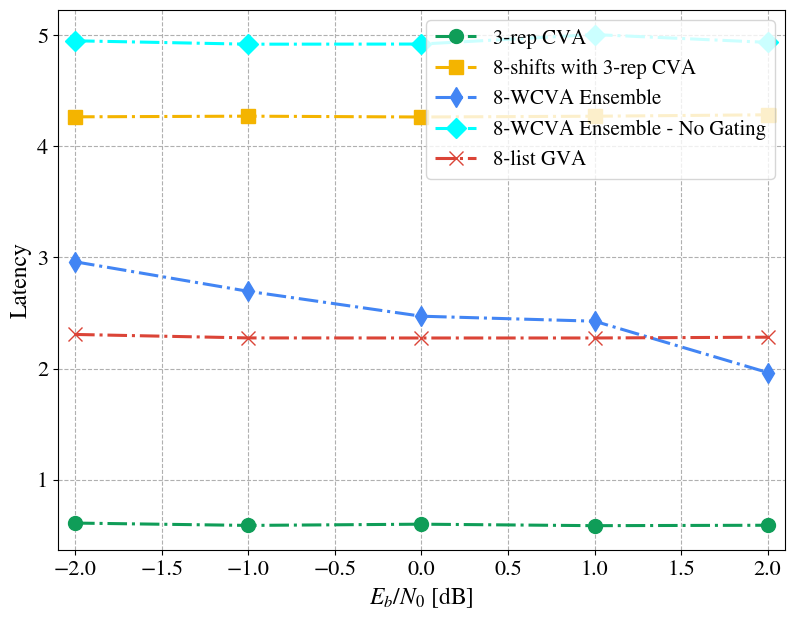 5
4
3
2
1
Latency
3-rep CVA
8-shifts with 3-rep CVA
8-WCVA Ensemble
8-WCVA Ensemble - No Gating
8-list GVA
−2.0 −1.5 −1.0 −0.5 0.0 0.5 1.0 1.5 2.0
E_b/N_0 [dB]